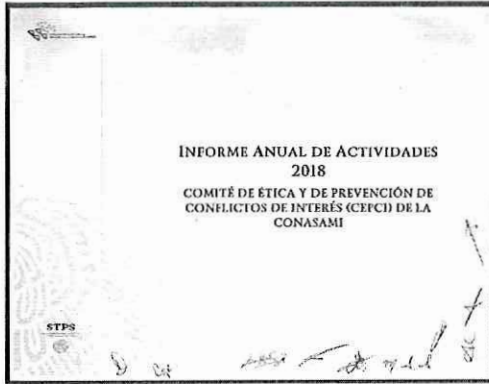 INFORME ANUAL DE ACTIVIDADES
2018
COMITÉ DE ÉTICA Y DE PREVENCIÓN DE
CONFLICTOS DE INTERÉS (CEPCI) DE LA
CONASAMI
STPS